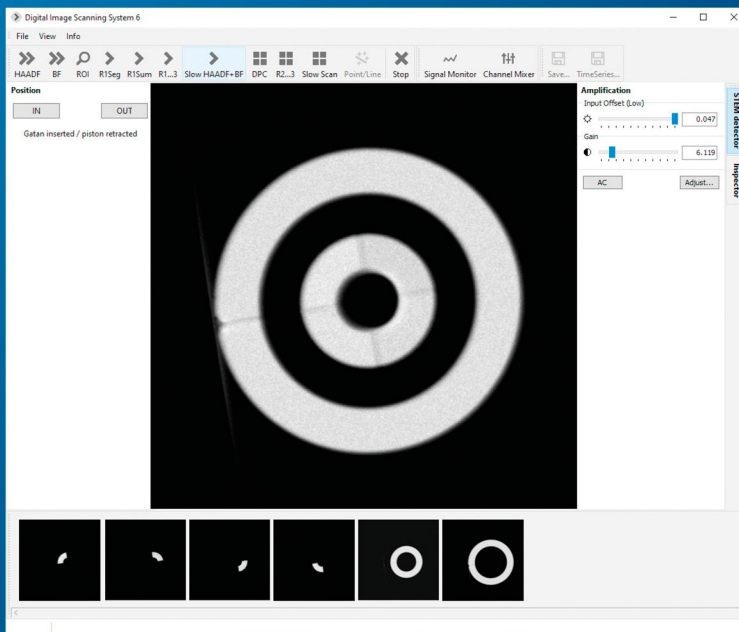 Digital Image Scanning System 6
File View Info
HAADF BF ROI R1Seg R1Sum R1...3 Slow HAADF+BF DPC R2...3 Slow Scan Point/Line Stop Signal Monitor Channel Mixer Save... TimeSeries...
Position
IN OUT
Gatan inserted / piston retracted
Amplification
Input Offset (Low)
0.047
Gain
6.119
AC Adjust...
STEM detector
Inspector